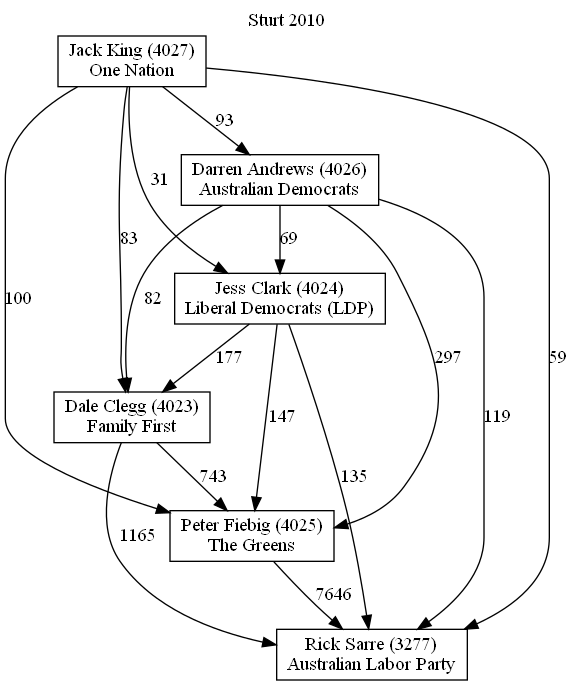 Sturt 2010
Jack King (4027)
One Nation
93
Darren Andrews (4026)
Australian Democrats
31
69
83
82
100
Jess Clark (4024)
Liberal Democrats (LDP)
177
297
59
Dale Clegg (4023)
Family First
147
119
743
135
Peter Fiebig (4025)
The Greens
1165
7646
Rick Sarre (3277)
Australian Labor Party